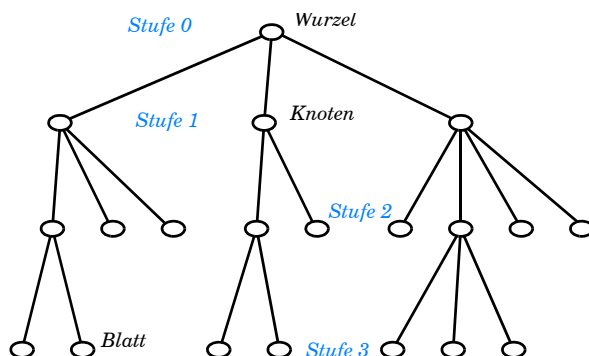 Wurzel
Stufe 0
Stufe 1
Knoten
Stufe 2
Blatt
Stufe 3